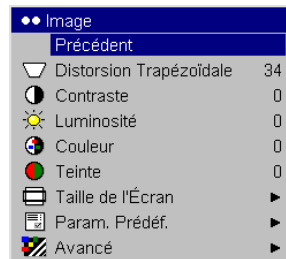 Image
Précédent
Distorsion Trapézoïdale 34
Contraste 0
Luminosité 0
Couleur 0
Teinte 0
Taille de l'Écran
Param. Prédéf.
Avancé